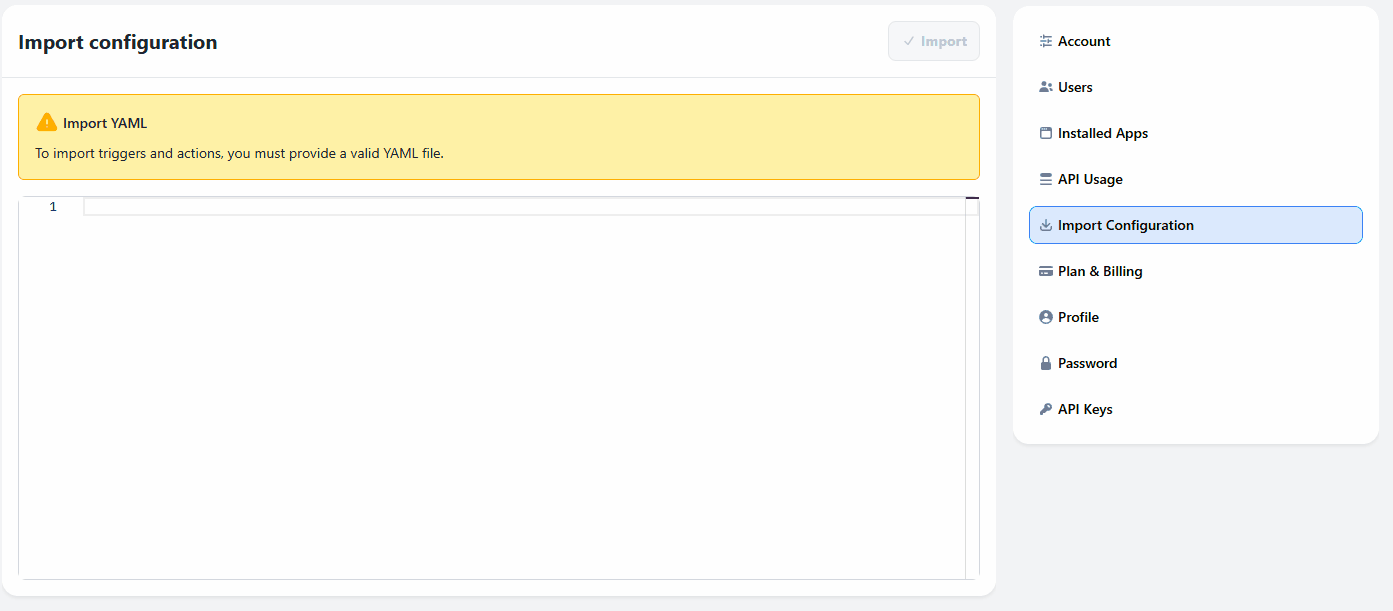 Import configuration
Import
Import YAML
To import triggers and actions, you must provide a valid YAML file.
1
Account
Users
Installed Apps
API Usage
Import Configuration
Plan & Billing
Profile
Password
API Keys